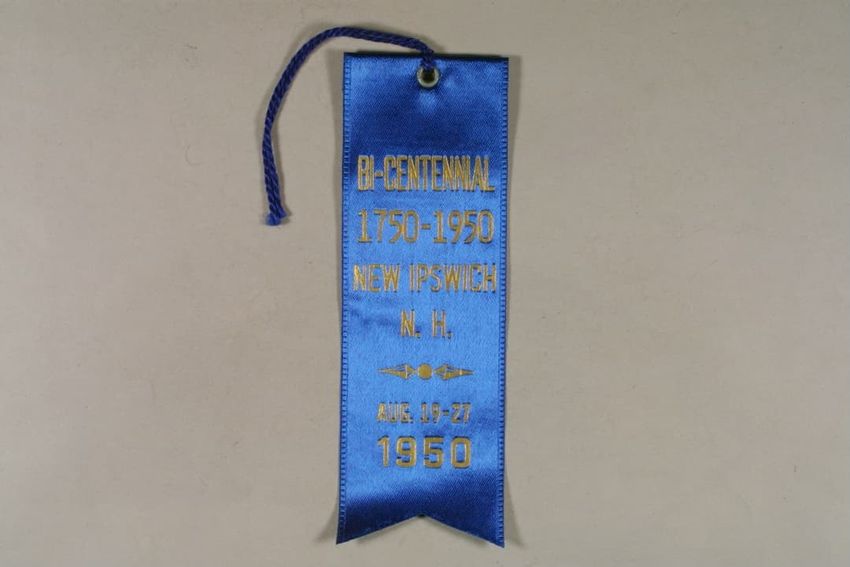 BI-CENTENNIAL
1750-1950
NEW IPSWICH
N. H.
AUG. 19-27
1950